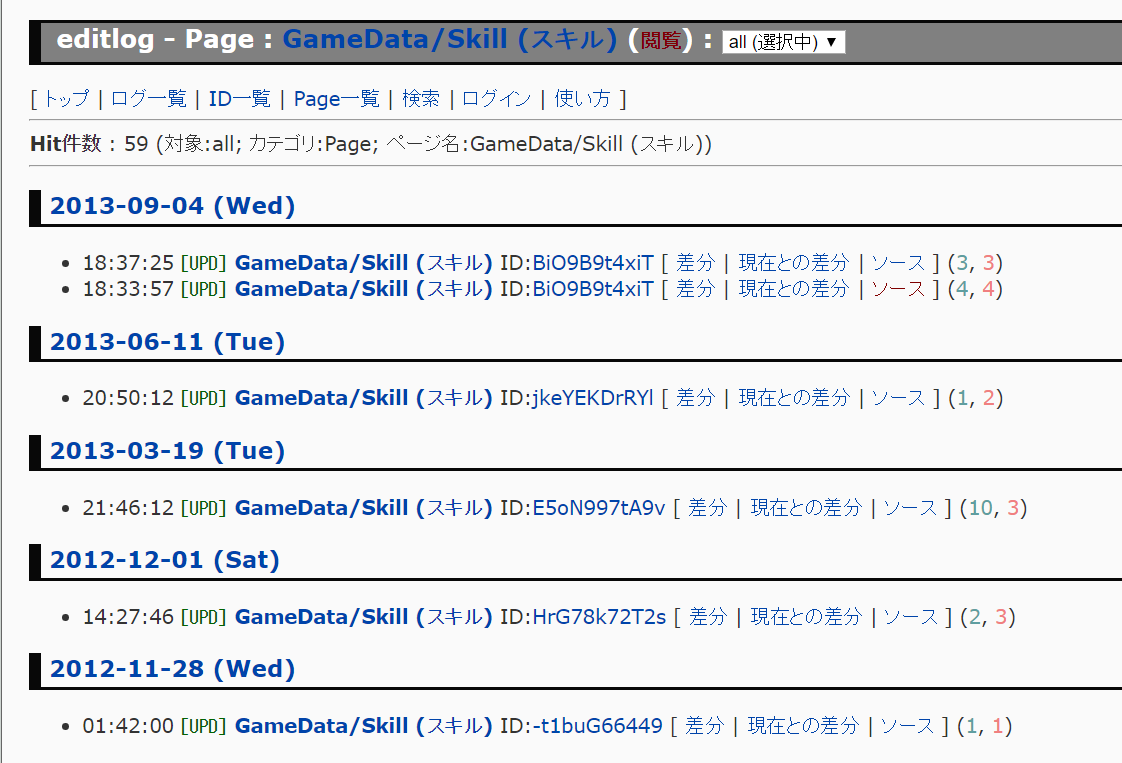 editlog - Page : GameData/Skill (スキル) (閲覧) : all (選択中) ▼
[ トップ | ログ一覧 | ID一覧 | Page一覧 | 検索 | ログイン | 使い方 ]
Hit件数 : 59 (対象:all; カテゴリ:Page; ページ名:GameData/Skill (スキル))
2013-09-04 (Wed)
• 18:37:25 [UPD] GameData/Skill (スキル) ID:BiO9B9t4xiT [ 差分 | 現在との差分 | ソース ] (3, 3)
• 18:33:57 [UPD] GameData/Skill (スキル) ID:BiO9B9t4xiT [ 差分 | 現在との差分 | ソース ] (4, 4)
2013-06-11 (Tue)
• 20:50:12 [UPD] GameData/Skill (スキル) ID:jkeYEKDrRYl [ 差分 | 現在との差分 | ソース ] (1, 2)
2013-03-19 (Tue)
• 21:46:12 [UPD] GameData/Skill (スキル) ID:E5oN997tA9v [ 差分 | 現在との差分 | ソース ] (10, 3)
2012-12-01 (Sat)
• 14:27:46 [UPD] GameData/Skill (スキル) ID:HrG78k72T2s [ 差分 | 現在との差分 | ソース ] (2, 3)
2012-11-28 (Wed)
• 01:42:00 [UPD] GameData/Skill (スキル) ID:-t1buG66449 [ 差分 | 現在との差分 | ソース ] (1, 1)